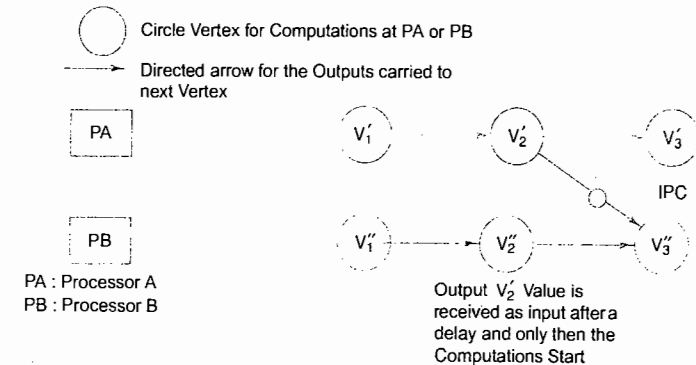 Circle Vertex for Computations at PA or PB
Directed arrow for the Outputs carried to
next Vertex
PA
V₁′
V₂′
V₃′
IPC
PB
V₁″
V₂″
V₃″
PA : Processor A
PB : Processor B
Output V₂′ Value is
received as input after a
delay and only then the
Computations Start